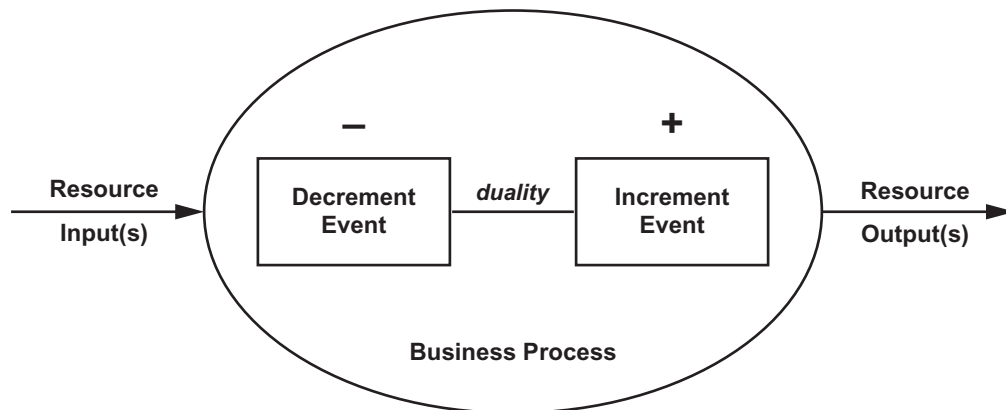 –
+
Resource
Input(s)
Decrement
Event
duality
Increment
Event
Resource
Output(s)
Business Process